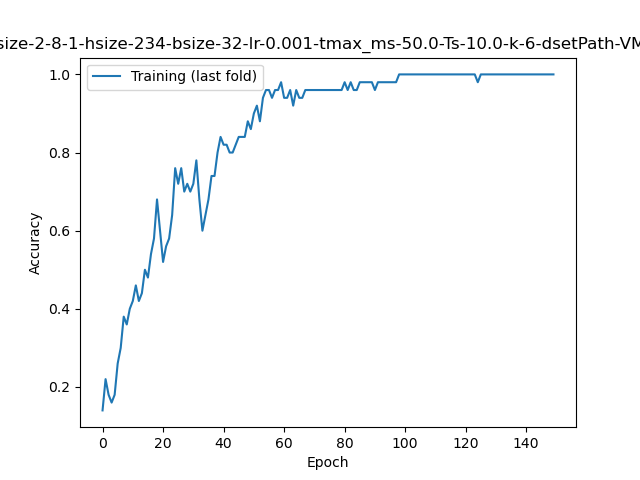 size-2-8-1-hsize-234-bsize-32-lr-0.001-tmax_ms-50.0-Ts-10.0-k-6-dsetPath-VM
Training (last fold)
1.0
0.8
0.6
0.4
0.2
Accuracy
0 20 40 60 80 100 120 140
Epoch